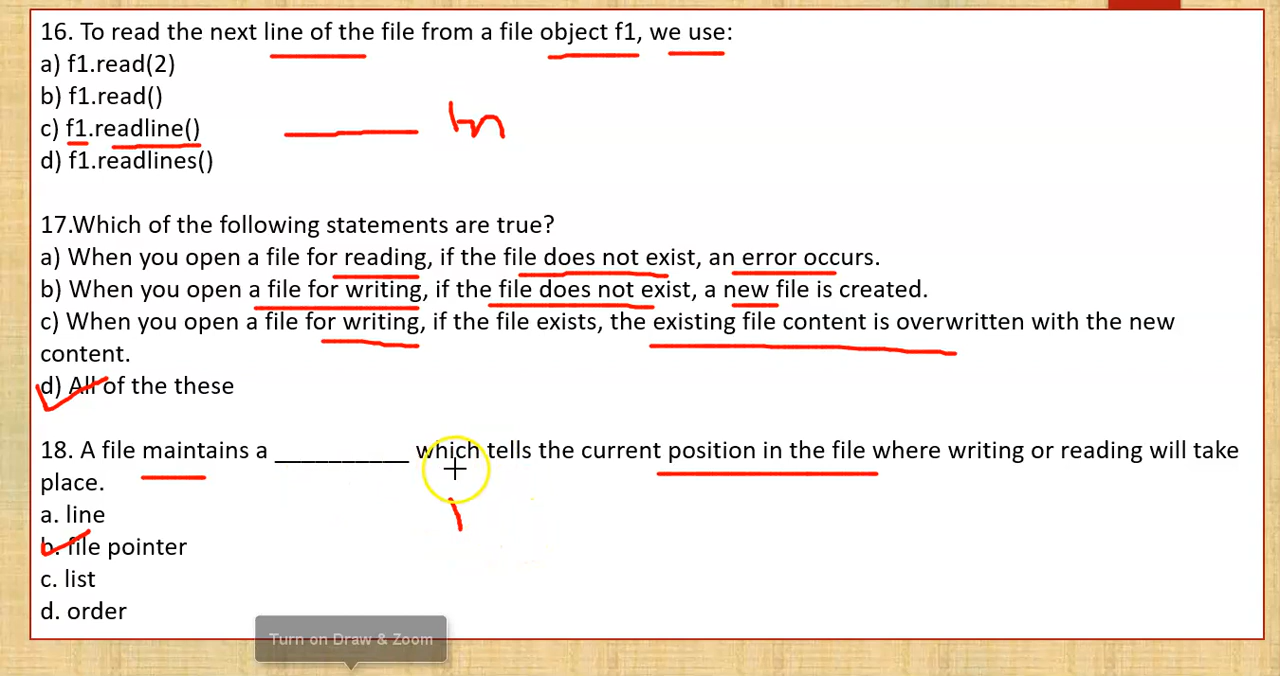 16. To read the next line of the file from a file object f1, we use:
a) f1.read(2)
b) f1.read()
c) f1.readline()
d) f1.readlines()
17.Which of the following statements are true?
a) When you open a file for reading, if the file does not exist, an error occurs.
b) When you open a file for writing, if the file does not exist, a new file is created.
c) When you open a file for writing, if the file exists, the existing file content is overwritten with the new
content.
d) All of the these
18. A file maintains a __________ which tells the current position in the file where writing or reading will take
place.
a. line
b. file pointer
c. list
d. order
Turn on Draw & Zoom